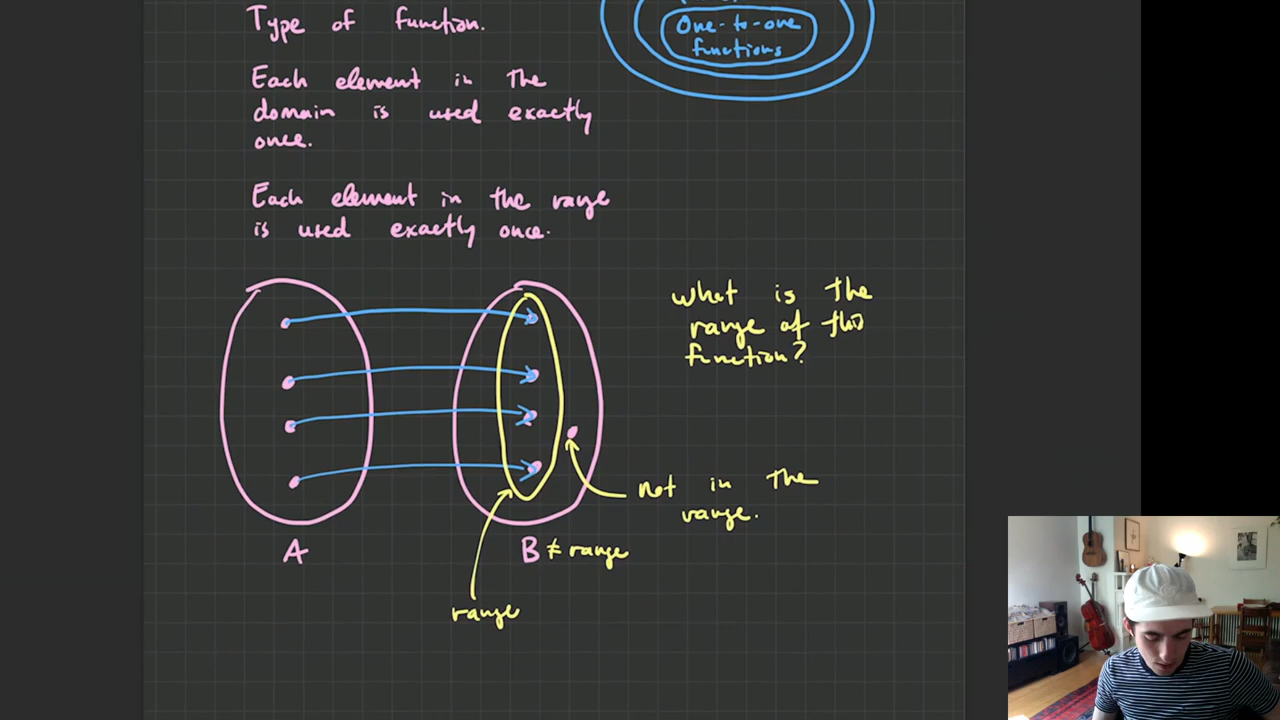 Type of function.
One-to-one
functions
Each element in the
domain is used exactly
once.
Each element in the range
is used exactly once.
What is the
range of this
function?
Not in the
range.
A
B ≠ range
range